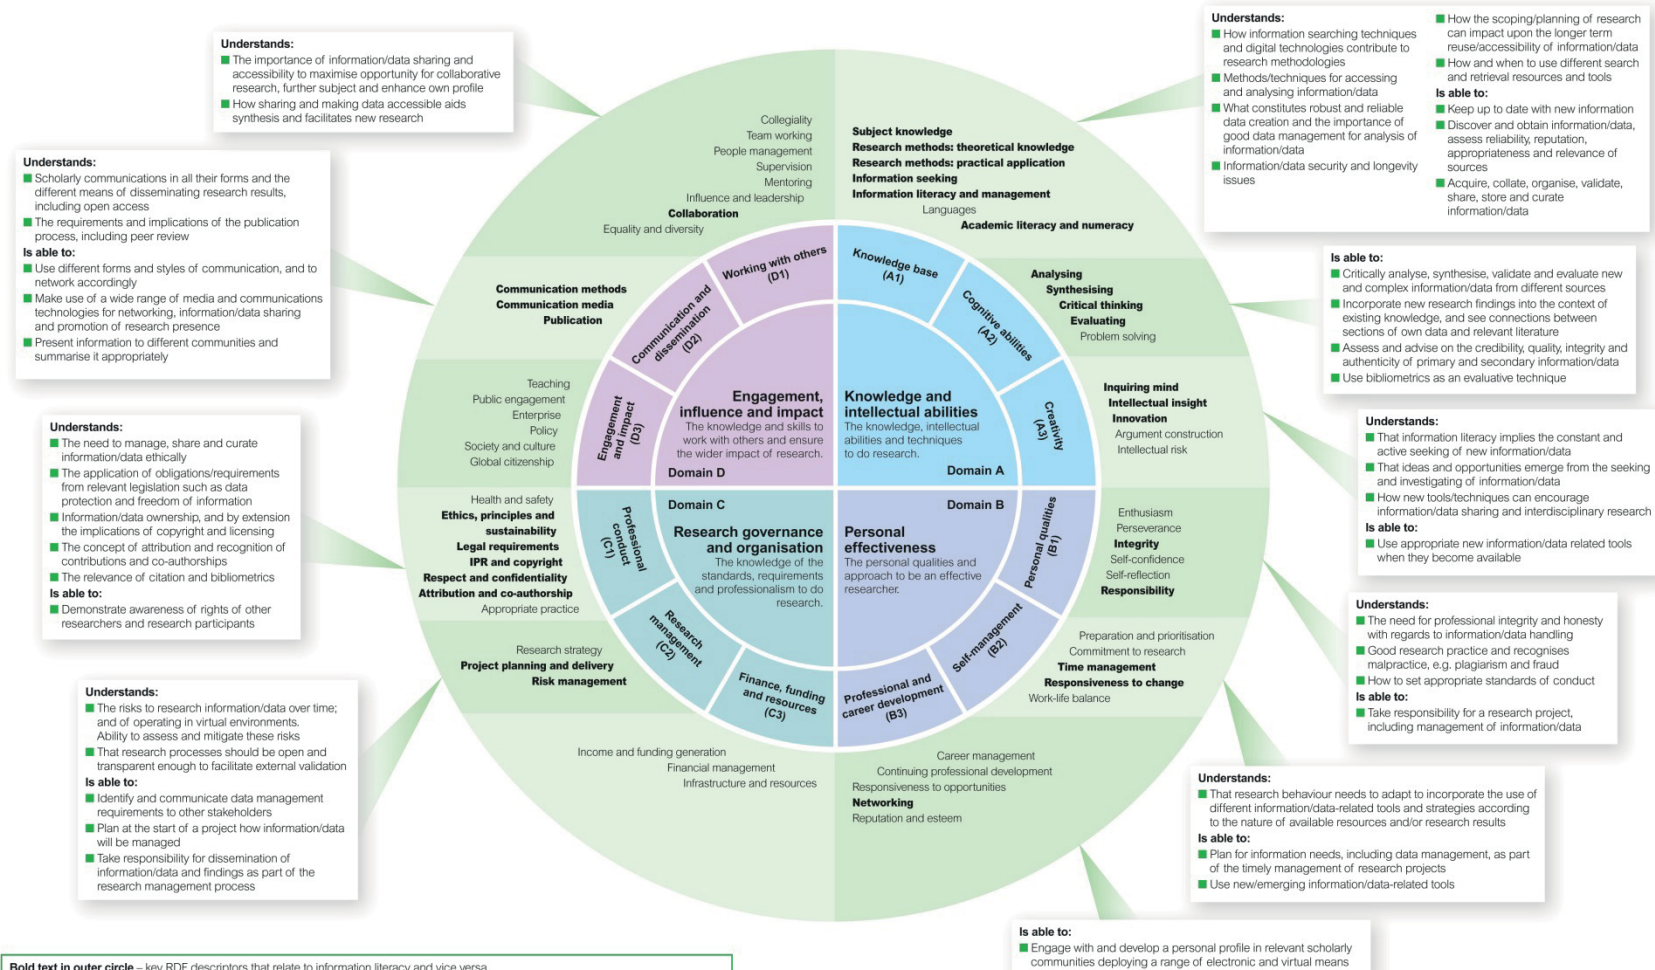 Understands:
The importance of information/data sharing and
accessibility to maximise opportunity for collaborative
research, further subject and enhance own profile
How sharing and making data accessible aids
synthesis and facilitates new research
Understands:
Scholarly communications in all their forms and the
different means of disseminating research results,
including open access
The requirements and implications of the publication
process, including peer review
Is able to:
Use different forms and styles of communication, and to
network accordingly
Make use of a wide range of media and communications
technologies for networking, information/data sharing
and promotion of research presence
Present information to different communities and
summarise it appropriately
Understands:
The need to manage, share and curate
information/data ethically
The application of obligations/requirements
from relevant legislation such as data
protection and freedom of information
Information/data ownership, and by extension
the implications of copyright and licensing
The concept of attribution and recognition of
contributions and co-authorships
The relevance of citation and bibliometrics
Is able to:
Demonstrate awareness of rights of other
researchers and research participants
Understands:
The risks to research information/data over time;
and of operating in virtual environments.
Ability to assess and mitigate these risks
That research processes should be open and
transparent enough to facilitate external validation
Is able to:
Identify and communicate data management
requirements to other stakeholders
Plan at the start of a project how information/data
will be managed
Take responsibility for dissemination of
information/data and findings as part of the
research management process
Collegiality
Team working
People management
Supervision
Mentoring
Influence and leadership
Collaboration
Equality and diversity
Communication methods
Communication media
Publication
Teaching
Public engagement
Enterprise
Policy
Society and culture
Global citizenship
Health and safety
Ethics, principles and
sustainability
Legal requirements
IPR and copyright
Respect and confidentiality
Attribution and co-authorship
Appropriate practice
Research strategy
Project planning and delivery
Risk management
Income and funding generation
Financial management
Infrastructure and resources
Working with others
(D1)
Communication and
dissemination
(D2)
Engagement
and impact
(D3)
Engagement,
influence and impact
The knowledge and skills to
work with others and ensure
the wider impact of research.
Domain D
Domain C
Research governance
and organisation
The knowledge of the
standards, requirements
and professionalism to do
research.
Professional
conduct
(C1)
Research
management
(C2)
Finance, funding
and resources
(C3)
Knowledge base
(A1)
Cognitive abilities
(A2)
Creativity
(A3)
Knowledge and
intellectual abilities
The knowledge, intellectual
abilities and techniques
to do research.
Domain A
Domain B
Personal
effectiveness
The personal qualities and
approach to be an effective
researcher.
Personal qualities
(B1)
Self-management
(B2)
Professional and
career development
(B3)
Subject knowledge
Research methods: theoretical knowledge
Research methods: practical application
Information seeking
Information literacy and management
Languages
Academic literacy and numeracy
Analysing
Synthesising
Critical thinking
Evaluating
Problem solving
Inquiring mind
Intellectual insight
Innovation
Argument construction
Intellectual risk
Enthusiasm
Perseverance
Integrity
Self-confidence
Self-reflection
Responsibility
Preparation and prioritisation
Commitment to research
Time management
Responsiveness to change
Work-life balance
Career management
Continuing professional development
Responsiveness to opportunities
Networking
Reputation and esteem
Understands:
How information searching techniques
and digital technologies contribute to
research methodologies
Methods/techniques for accessing
and analysing information/data
What constitutes robust and reliable
data creation and the importance of
good data management for analysis of
information/data
Information/data security and longevity
issues
How the scoping/planning of research
can impact upon the longer term
reuse/accessibility of information/data
How and when to use different search
and retrieval resources and tools
Is able to:
Keep up to date with new information
Discover and obtain information/data,
assess reliability, reputation,
appropriateness and relevance of
sources
Acquire, collate, organise, validate,
share, store and curate
information/data
Is able to:
Critically analyse, synthesise, validate and evaluate new
and complex information/data from different sources
Incorporate new research findings into the context of
existing knowledge, and see connections between
sections of own data and relevant literature
Assess and advise on the credibility, quality, integrity and
authenticity of primary and secondary information/data
Use bibliometrics as an evaluative technique
Understands:
That information literacy implies the constant and
active seeking of new information/data
That ideas and opportunities emerge from the seeking
and investigating of information/data
How new tools/techniques can encourage
information/data sharing and interdisciplinary research
Is able to:
Use appropriate new information/data related tools
when they become available
Understands:
The need for professional integrity and honesty
with regards to information/data handling
Good research practice and recognises
malpractice, e.g. plagiarism and fraud
How to set appropriate standards of conduct
Is able to:
Take responsibility for a research project,
including management of information/data
Understands:
That research behaviour needs to adapt to incorporate the use of
different information/data-related tools and strategies according
to the nature of available resources and/or research results
Is able to:
Plan for information needs, including data management, as part
of the timely management of research projects
Use new/emerging information/data-related tools
Is able to:
Engage with and develop a personal profile in relevant scholarly
communities deploying a range of electronic and virtual means
Bold text in outer circle – key RDF descriptors that relate to information literacy and vice versa